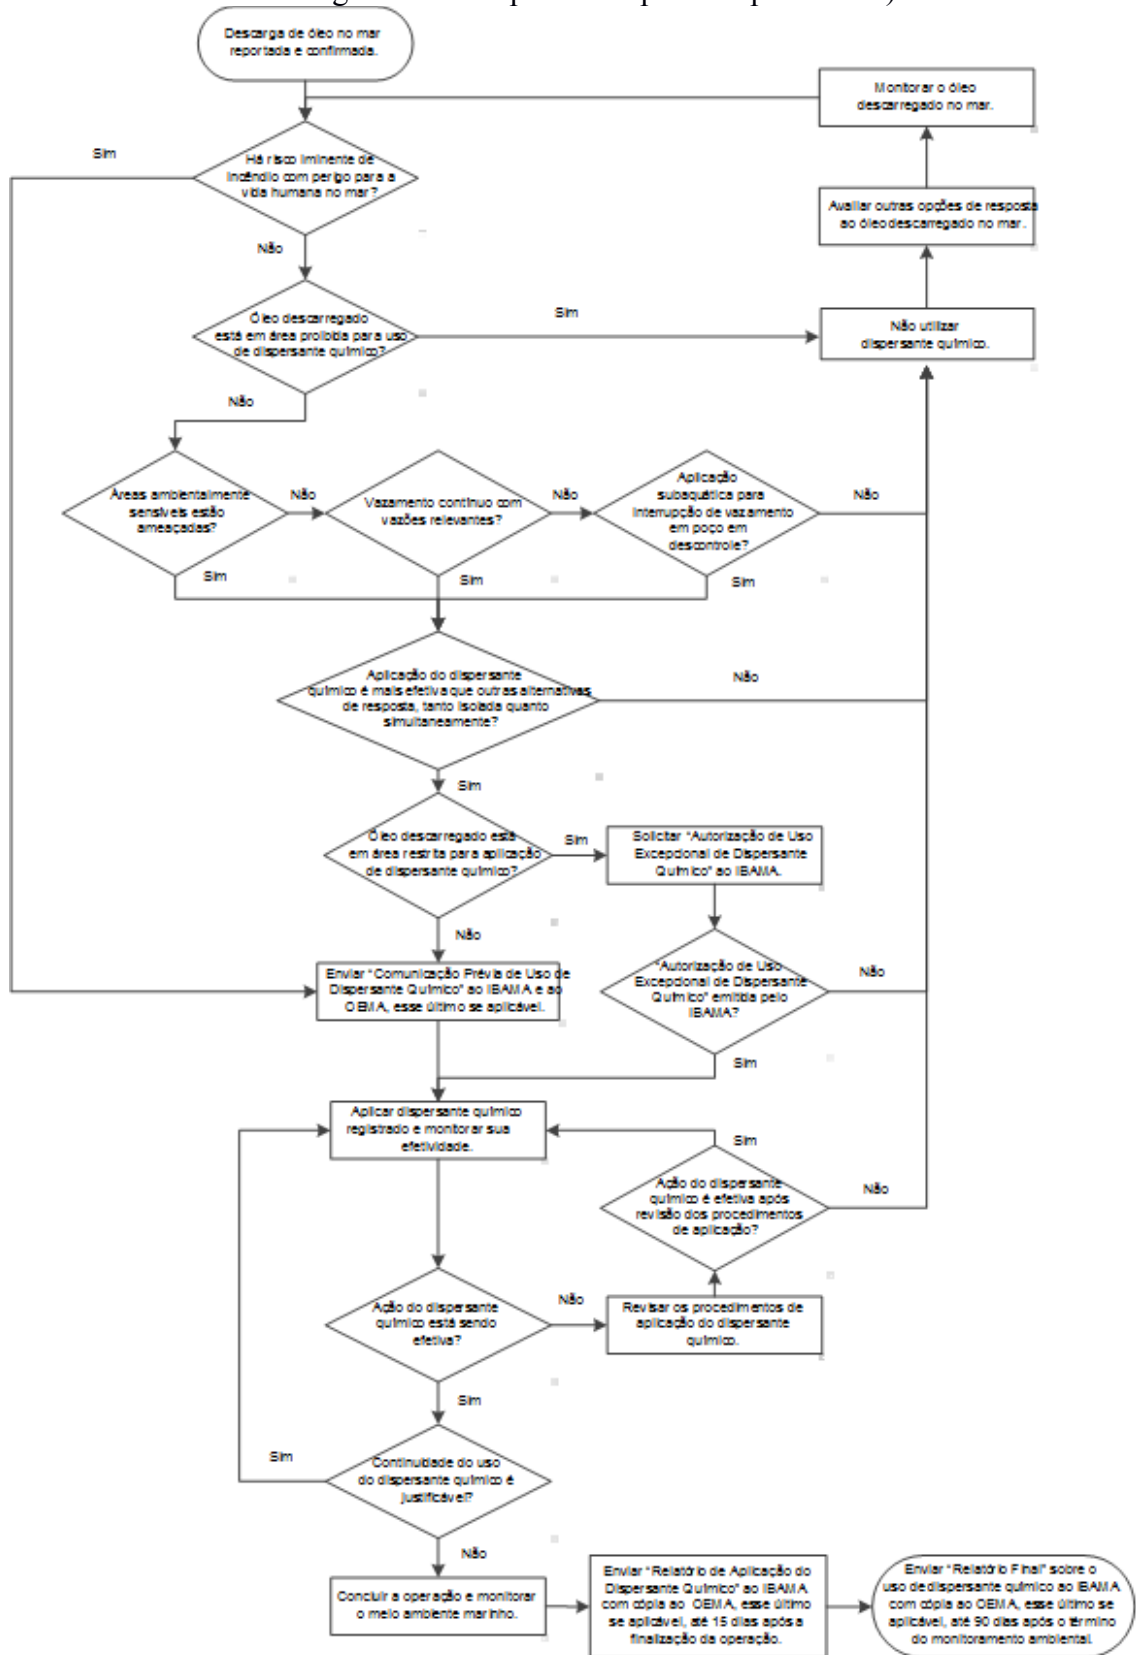 Descarga de óleo no mar
reportada e confirmada.
Monitorar o óleo
descarregado no mar.
Sim
Há risco iminente de
incêndio com perigo para a
vida humana no mar?
Avaliar outras opções de resposta
ao óleo descarregado no mar.
Não
Óleo descarregado
está em área proibida para uso
de dispersante químico?
Sim
Não utilizar
dispersante químico.
Não
Áreas ambientalmente
sensíveis estão
ameaçadas?
Não
Vazamento contínuo com
vazões relevantes?
Não
Aplicação
subaquática para
interrupção de vazamento
em poço em
descontrole?
Não
Sim
Sim
Sim
Aplicação do dispersante
químico é mais efetiva que outras alternativas
de resposta, tanto isolada quanto
simultaneamente?
Não
Sim
Óleo descarregado está
em área restrita para aplicação
de dispersante químico?
Sim
Solicitar "Autorização de Uso
Excepcional de Dispersante
Químico" ao IBAMA.
Não
Enviar "Comunicação Prévia de Uso de
Dispersante Químico" ao IBAMA e ao
OEMA, esse último se aplicável.
"Autorização de Uso
Excepcional de Dispersante
Químico" emitida pelo
IBAMA?
Não
Sim
Aplicar dispersante químico
registrado e monitorar sua
efetividade.
Sim
Ação do dispersante
químico é efetiva após
revisão dos procedimentos
de aplicação?
Não
Ação do dispersante
químico está sendo
efetiva?
Não
Revisar os procedimentos de
aplicação do dispersante
químico.
Sim
Sim
Continuidade do uso
do dispersante químico é
justificável?
Não
Concluir a operação e monitorar
o meio ambiente marinho.
Enviar "Relatório de Aplicação do
Dispersante Químico" ao IBAMA
com cópia ao OEMA, esse último
se aplicável, até 15 dias após a
finalização da operação.
Enviar "Relatório Final" sobre o
uso de dispersante químico ao IBAMA
com cópia ao OEMA, esse último se
aplicável, até 90 dias após o término
do monitoramento ambiental.